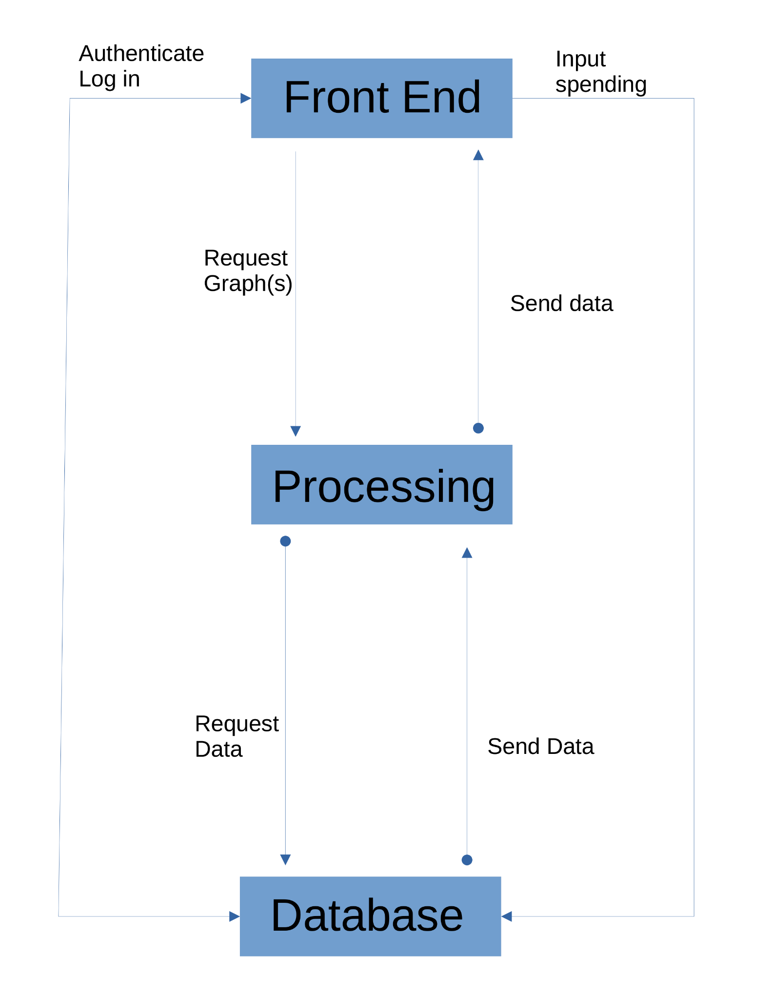 Authenticate
Log in
Input
spending
Front End
Request
Graph(s)
Send data
Processing
Request
Data
Send Data
Database